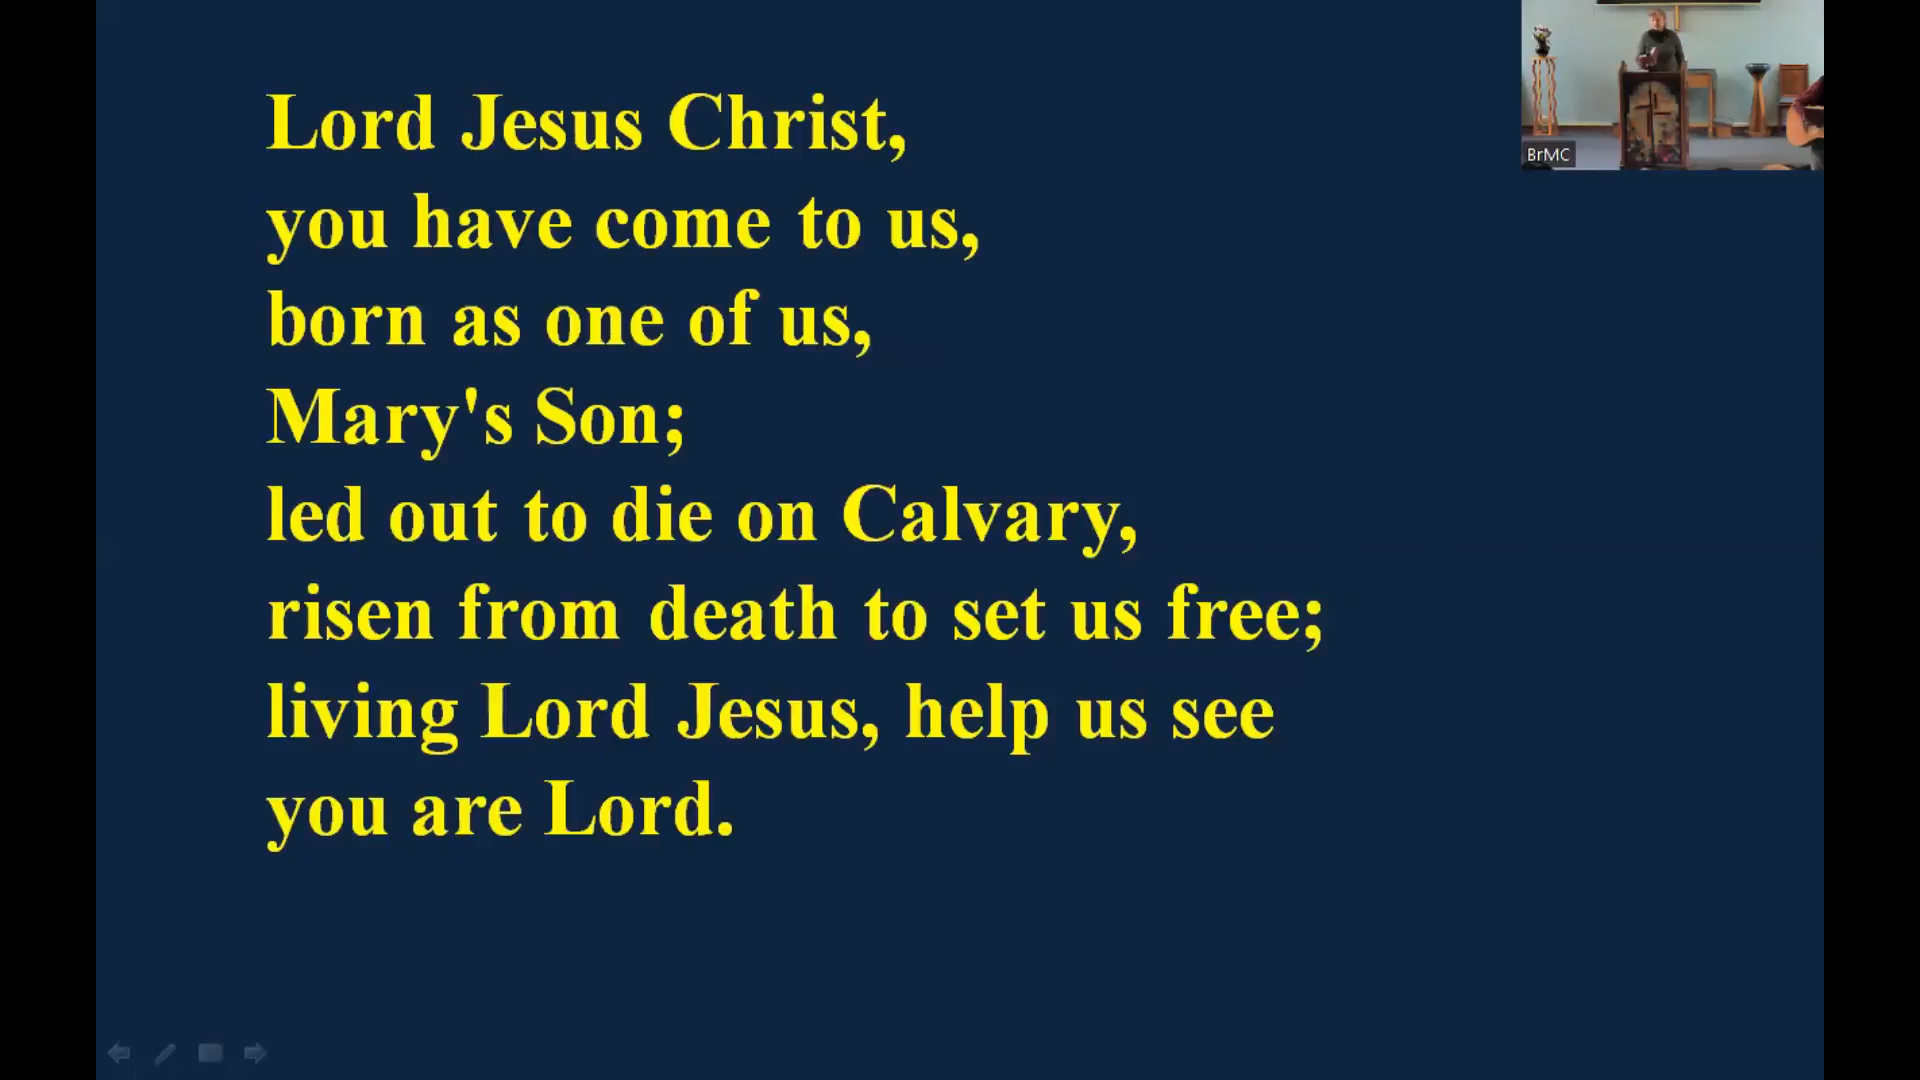 Lord Jesus Christ,
you have come to us,
born as one of us,
Mary's Son;
led out to die on Calvary,
risen from death to set us free;
living Lord Jesus, help us see
you are Lord.
BrMC